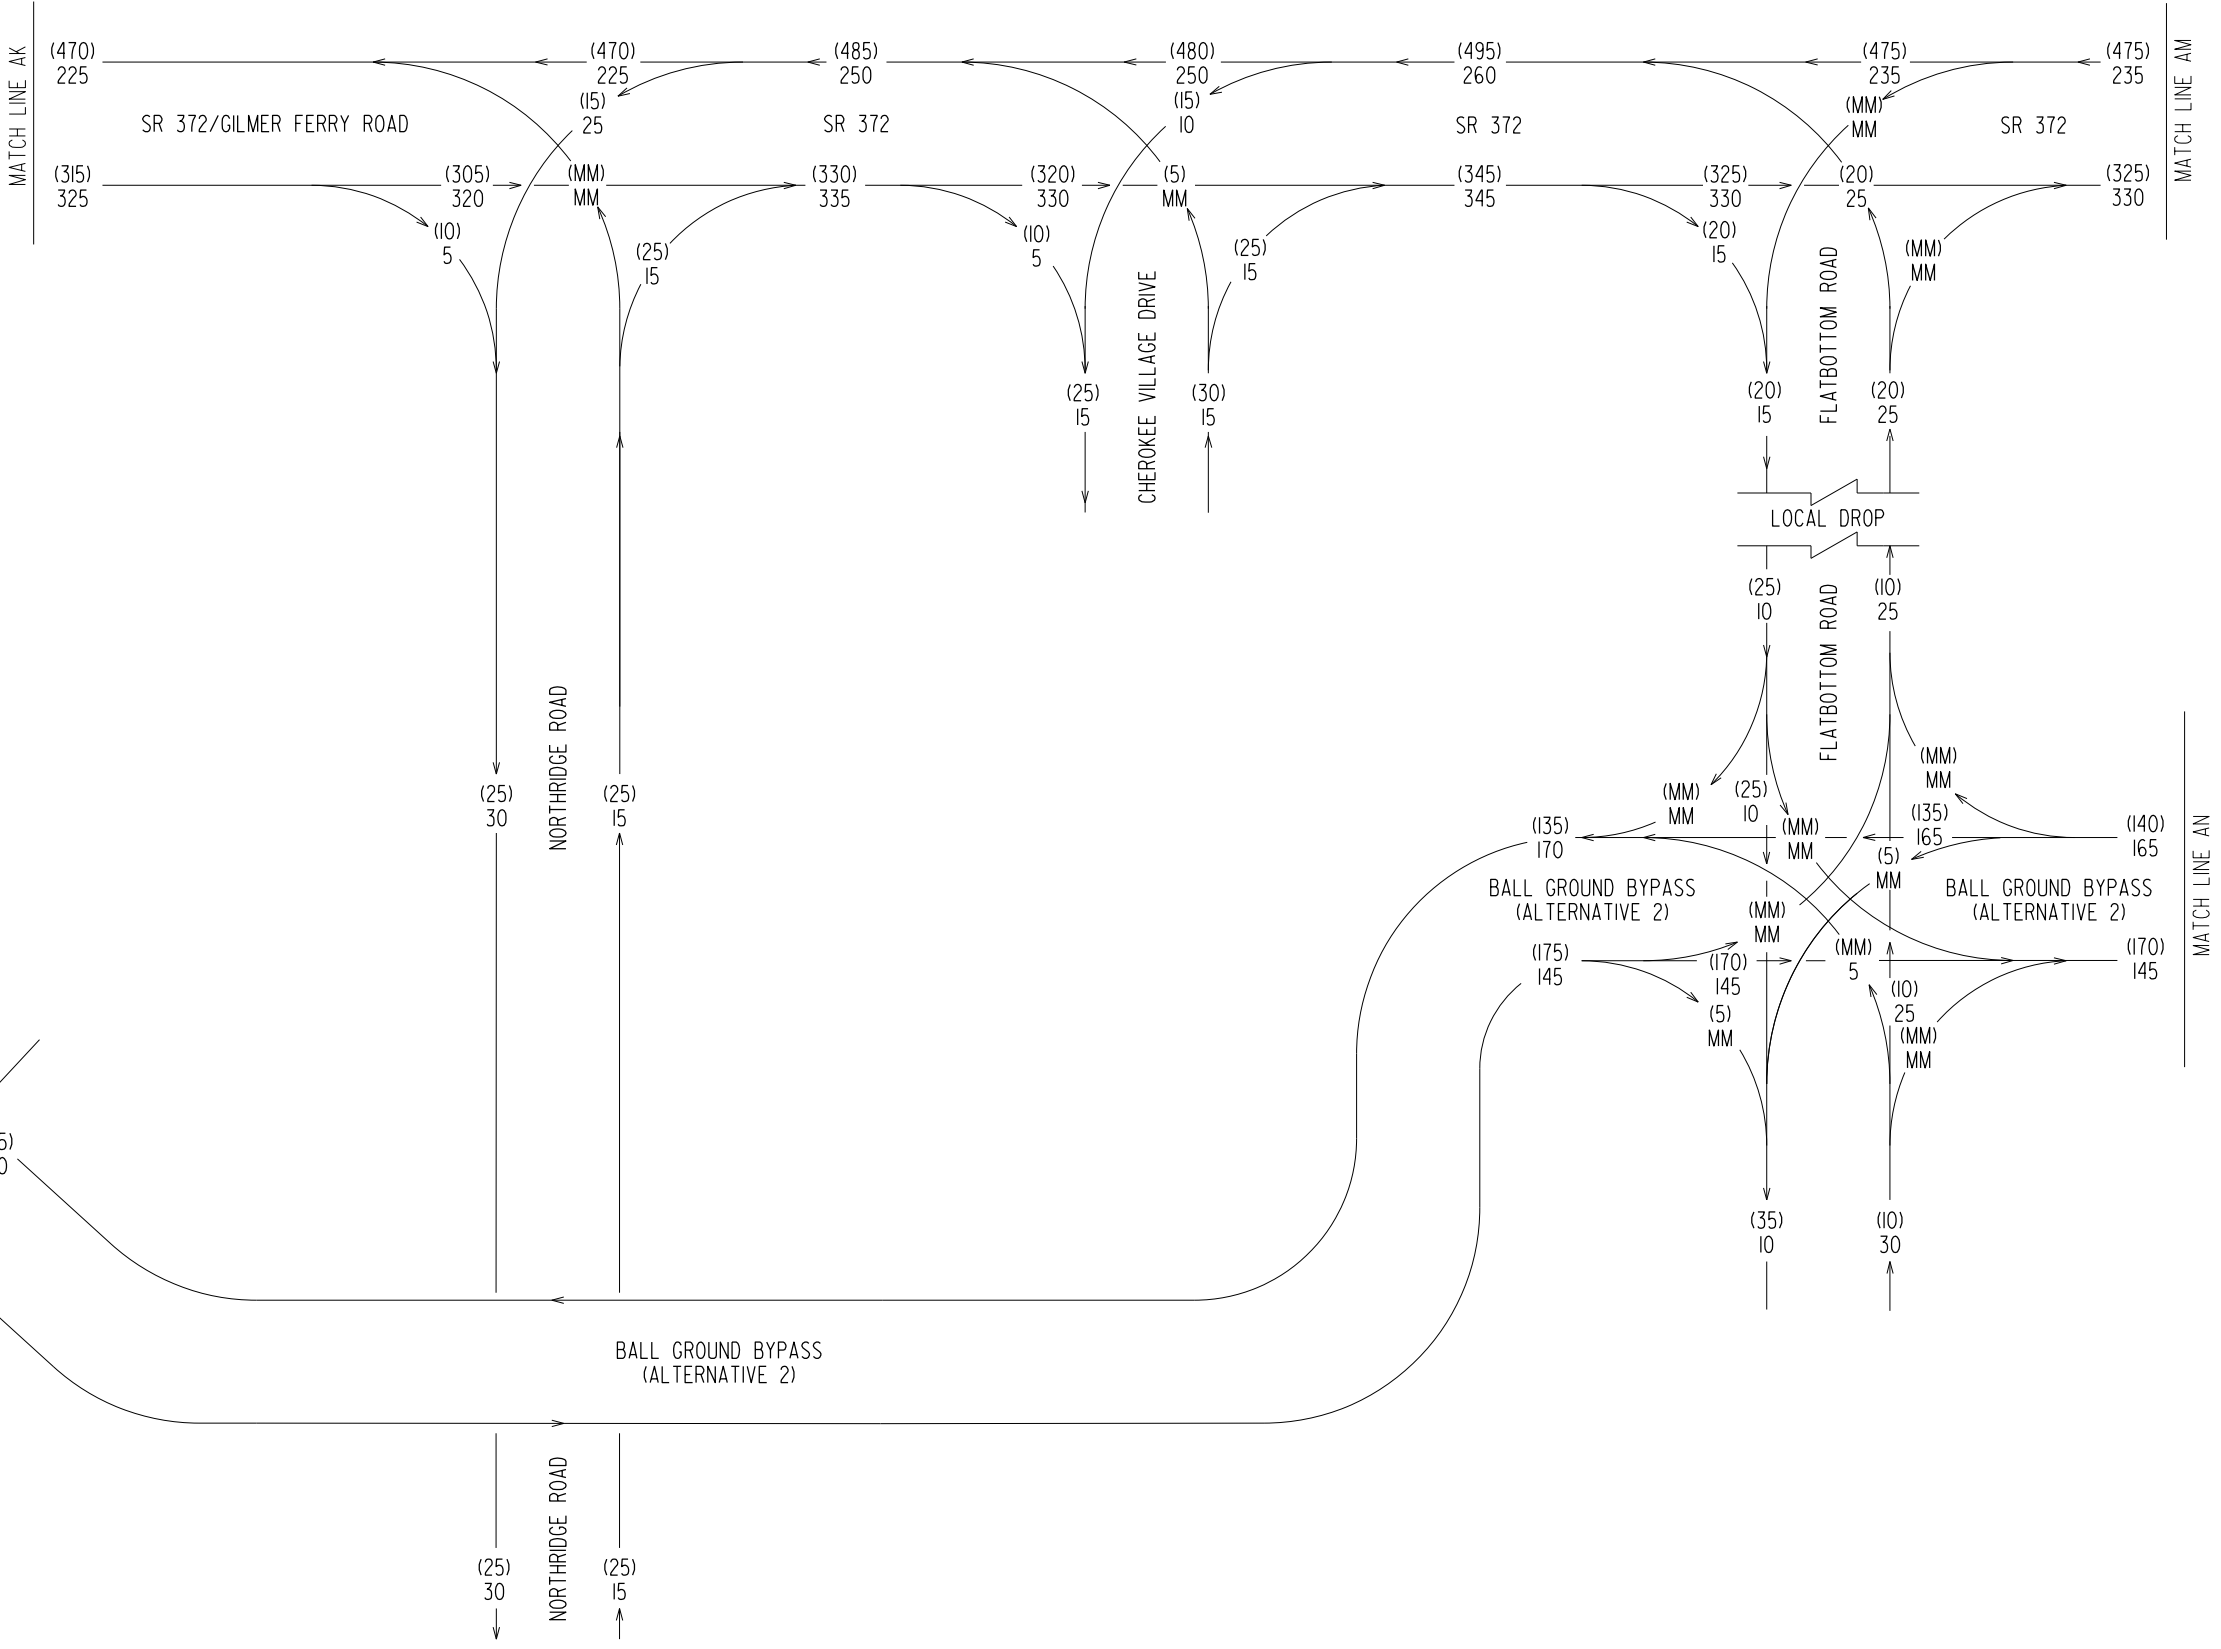 MATCH LINE AK
(470)
225
(470)
225
(485)
250
(480)
250
(495)
260
(475)
235
(475)
235
MATCH LINE AM
(15)
25
(15)
10
(MM)
MM
SR 372/GILMER FERRY ROAD
SR 372
SR 372
SR 372
(315)
325
(305)
320
(MM)
MM
(330)
335
(320)
330
(5)
MM
(345)
345
(325)
330
(20)
25
(325)
330
(10)
5
(25)
15
(10)
5
(25)
15
(20)
15
(MM)
MM
CHEROKEE VILLAGE DRIVE
FLATBOTTOM ROAD
(25)
15
(30)
15
(20)
15
(20)
25
LOCAL DROP
(25)
10
(10)
25
FLATBOTTOM ROAD
NORTHRIDGE ROAD
(25)
30
(25)
15
(MM)
MM
(25)
10
(MM)
MM
(MM)
MM
(135)
165
(135)
170
(140)
165
(5)
MM
MATCH LINE AN
BALL GROUND BYPASS
(ALTERNATIVE 2)
BALL GROUND BYPASS
(ALTERNATIVE 2)
(MM)
MM
(175)
145
(170)
145
(MM)
5
(170)
145
(5)
MM
(10)
25
(MM)
MM
5)
0
(35)
10
(10)
30
BALL GROUND BYPASS
(ALTERNATIVE 2)
NORTHRIDGE ROAD
(25)
30
(25)
15